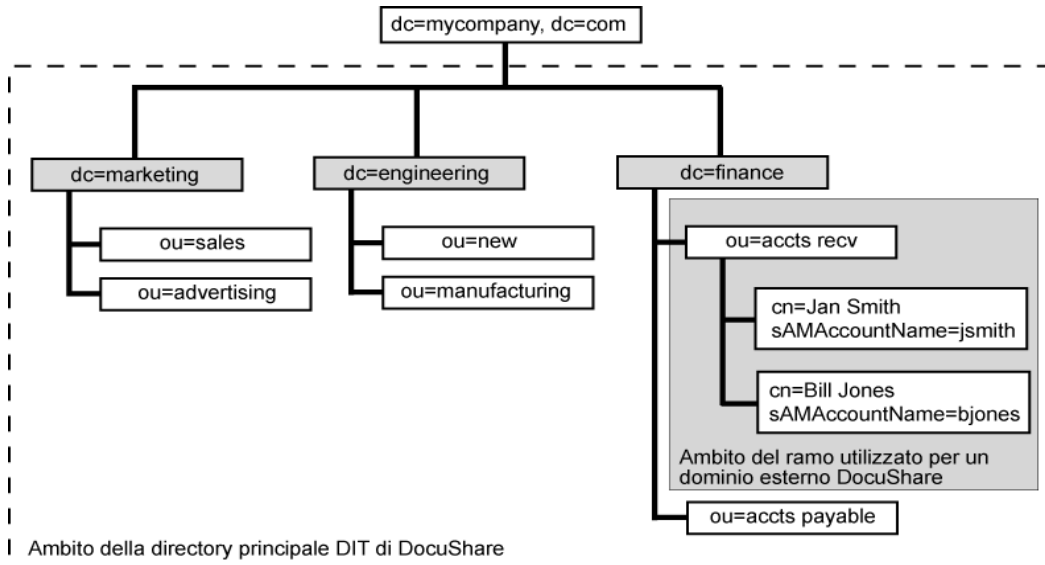 dc=mycompany, dc=com
dc=marketing
ou=sales
ou=advertising
dc=engineering
ou=new
ou=manufacturing
dc=finance
ou=accts recv
cn=Jan Smith
sAMAccountName=jsmith
cn=Bill Jones
sAMAccountName=bjones
Ambito del ramo utilizzato per un
dominio esterno DocuShare
ou=accts payable
Ambito della directory principale DIT di DocuShare